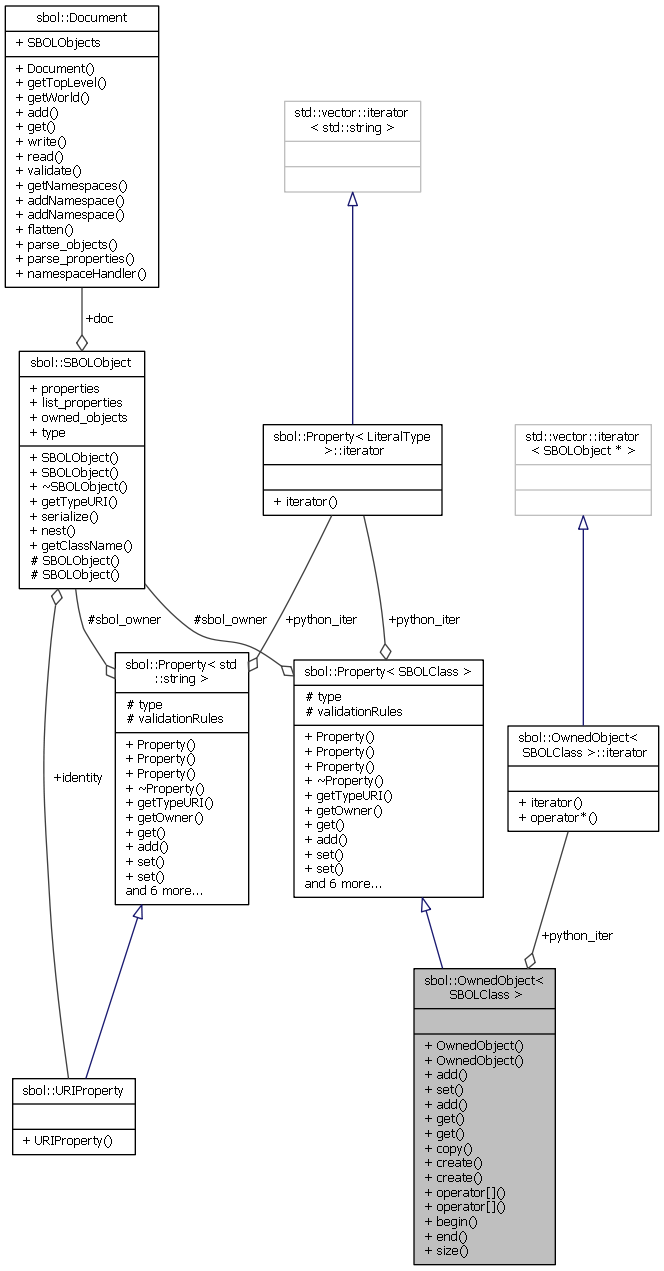 sbol::Document
+ SBOLObjects
+ Document()
+ getTopLevel()
+ getWorld()
+ add()
+ get()
+ write()
+ read()
+ validate()
+ getNamespaces()
+ addNamespace()
+ addNamespace()
+ flatten()
+ parse_objects()
+ parse_properties()
+ namespaceHandler()
std::vector::iterator
< std::string >
+doc
sbol::SBOLObject
+ properties
+ list_properties
+ owned_objects
+ type
+ SBOLObject()
+ SBOLObject()
+ ~SBOLObject()
+ getTypeURI()
+ serialize()
+ nest()
+ getClassName()
# SBOLObject()
# SBOLObject()
sbol::Property< LiteralType
>::iterator
+ iterator()
std::vector::iterator
< SBOLObject * >
#sbol_owner
#sbol_owner
+python_iter
+python_iter
sbol::Property< std
::string >
# type
# validationRules
+ Property()
+ Property()
+ Property()
+ ~Property()
+ getTypeURI()
+ getOwner()
+ get()
+ add()
+ set()
+ set()
and 6 more...
sbol::Property< SBOLClass >
# type
# validationRules
+ Property()
+ Property()
+ Property()
+ ~Property()
+ getTypeURI()
+ getOwner()
+ get()
+ add()
+ set()
+ set()
and 6 more...
sbol::OwnedObject<
SBOLClass >::iterator
+ iterator()
+ operator*()
+identity
+python_iter
sbol::OwnedObject<
SBOLClass >
+ OwnedObject()
+ OwnedObject()
+ add()
+ set()
+ add()
+ get()
+ get()
+ copy()
+ create()
+ create()
+ operator[]()
+ operator[]()
+ begin()
+ end()
+ size()
sbol::URIProperty
+ URIProperty()